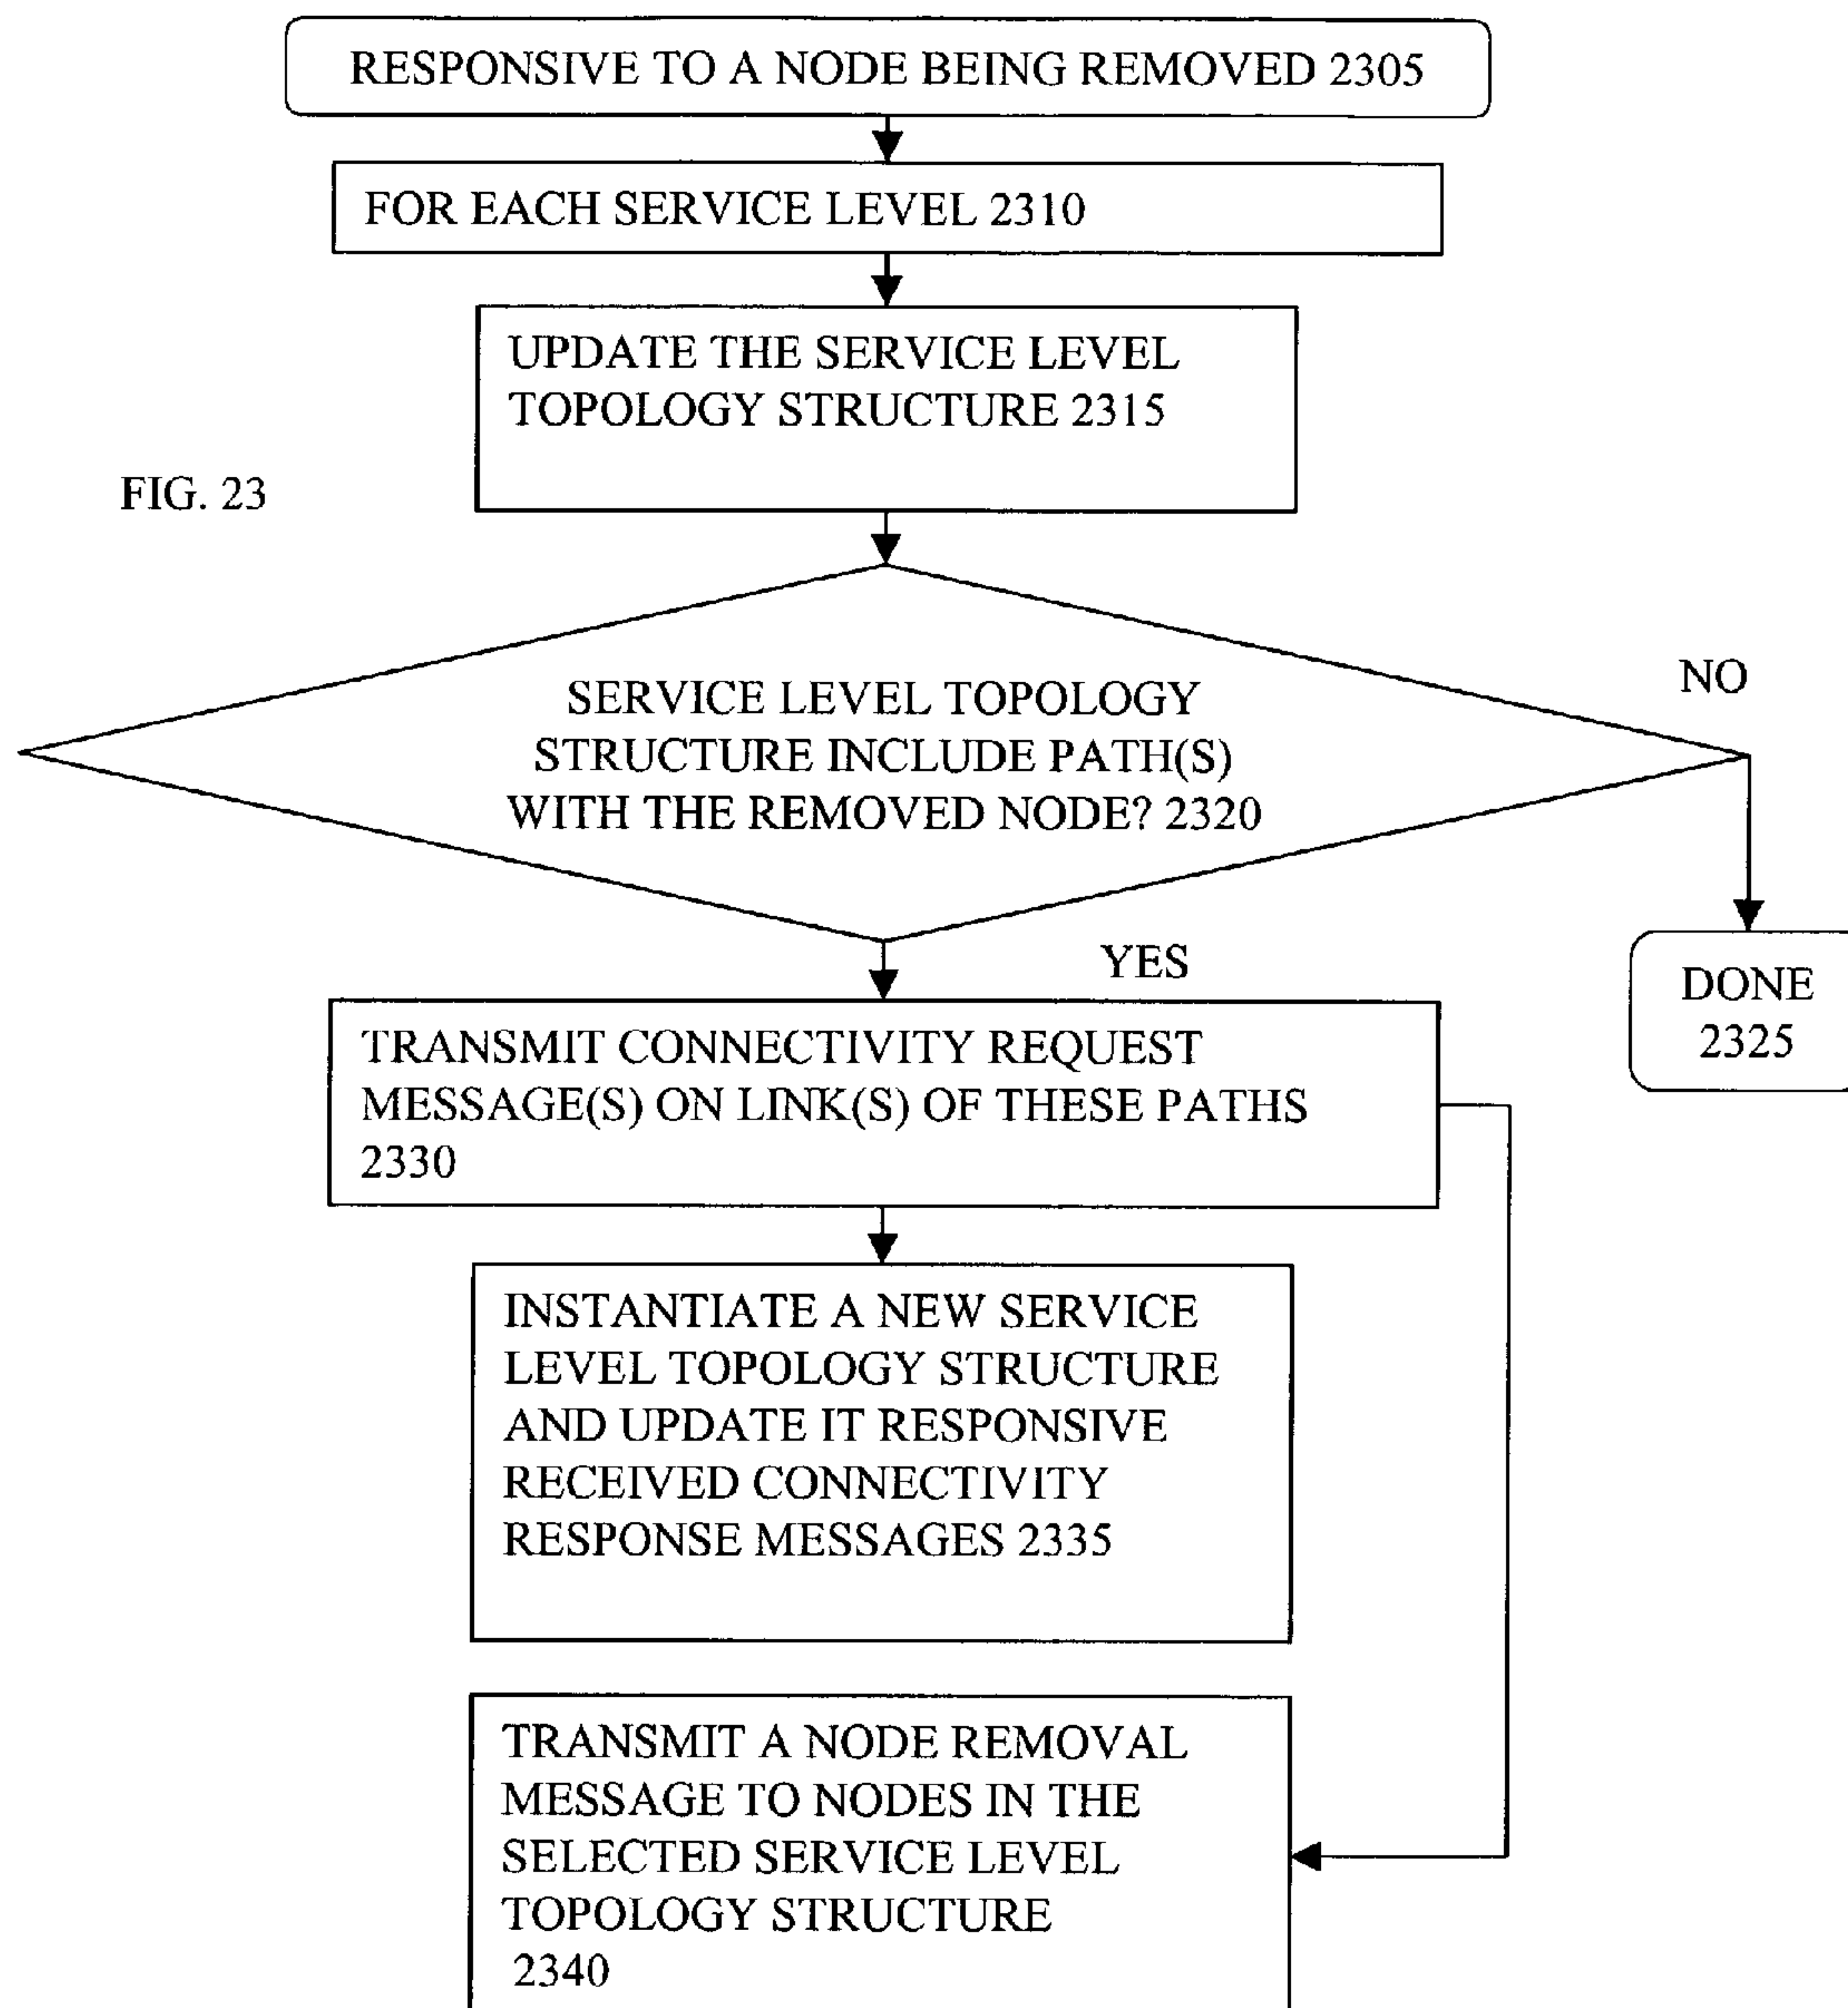 RESPONSIVE TO A NODE BEING REMOVED 2305
FOR EACH SERVICE LEVEL 2310
UPDATE THE SERVICE LEVEL
TOPOLOGY STRUCTURE 2315
FIG. 23
SERVICE LEVEL TOPOLOGY
STRUCTURE INCLUDE PATH(S)
WITH THE REMOVED NODE? 2320
NO
DONE
2325
YES
TRANSMIT CONNECTIVITY REQUEST
MESSAGE(S) ON LINK(S) OF THESE PATHS
2330
INSTANTIATE A NEW SERVICE
LEVEL TOPOLOGY STRUCTURE
AND UPDATE IT RESPONSIVE
RECEIVED CONNECTIVITY
RESPONSE MESSAGES 2335
TRANSMIT A NODE REMOVAL
MESSAGE TO NODES IN THE
SELECTED SERVICE LEVEL
TOPOLOGY STRUCTURE
2340